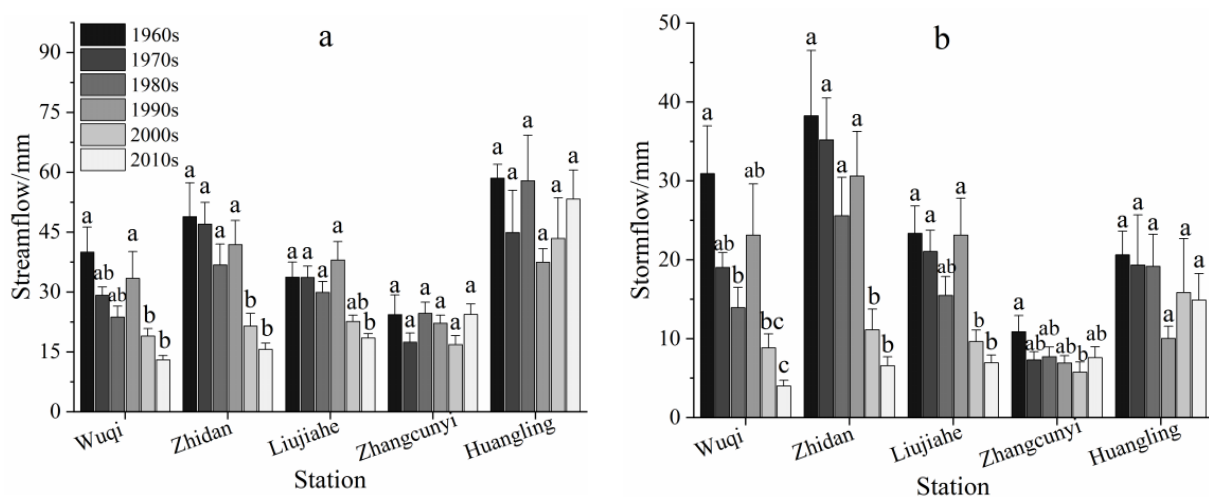 a
1960s
1970s
1980s
1990s
2000s
2010s
Streamflow/mm
90
75
60
45
30
15
0
a ab ab a b b
a a a a b b
a a a a ab b
a a a a a a
a a a a a a
Wuqi Zhidan Liujiahe Zhangcunyi Huangling
Station
b
Stormflow/mm
50
40
30
20
10
0
a ab b ab bc c
a a a a b b
a a ab a b b
a ab ab ab b ab
a a a a a a
Wuqi Zhidan Liujiahe Zhangcunyi Huangling
Station